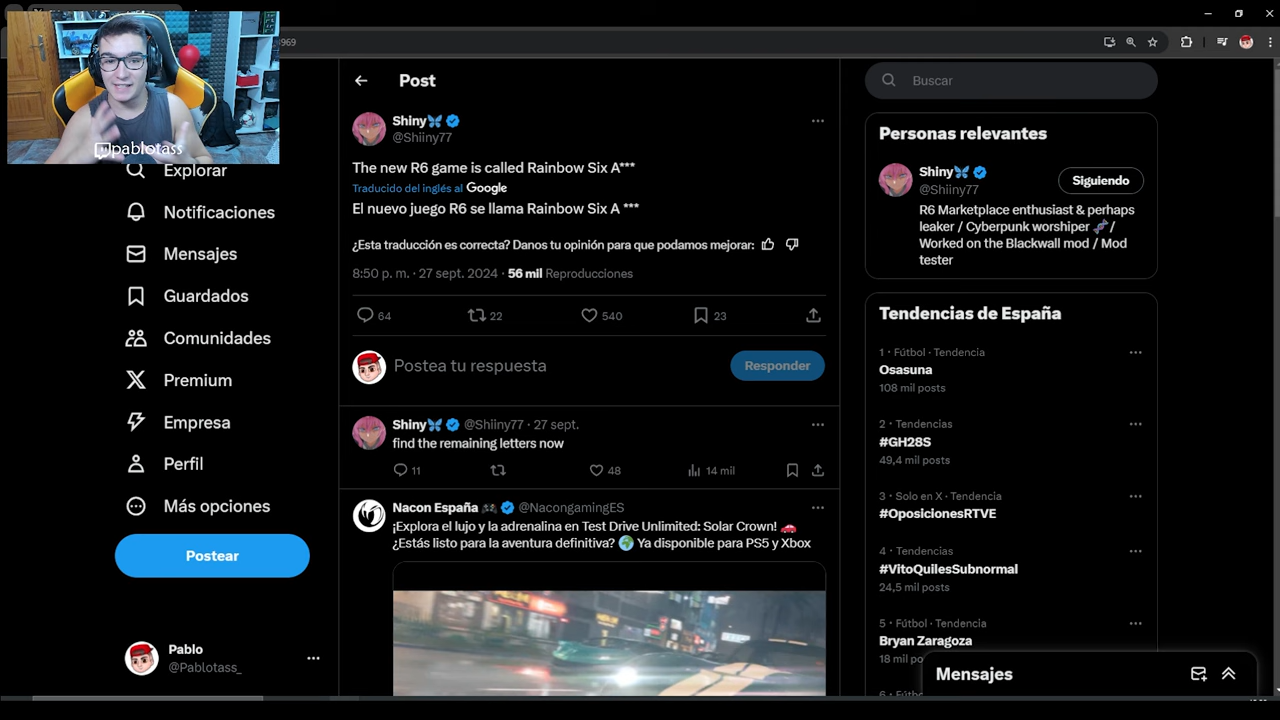 3969
pablotass
Explorar
Notificaciones
Mensajes
Guardados
Comunidades
Premium
Empresa
Perfil
Más opciones
Postear
Pablo
@Pablotass_
Post
Shiny
@Shiiny77
The new R6 game is called Rainbow Six A***
Traducido del inglés al Google
El nuevo juego R6 se llama Rainbow Six A ***
¿Esta traducción es correcta? Danos tu opinión para que podamos mejorar:
8:50 p. m. · 27 sept. 2024 · 56 mil Reproducciones
64 22 540 23
Postea tu respuesta
Responder
Shiny @Shiiny77 · 27 sept.
find the remaining letters now
11 48 14 mil
Nacon España @NacongamingES
¡Explora el lujo y la adrenalina en Test Drive Unlimited: Solar Crown!
¿Estás listo para la aventura definitiva? Ya disponible para PS5 y Xbox
Buscar
Personas relevantes
Shiny
@Shiiny77
Siguiendo
R6 Marketplace enthusiast & perhaps
leaker / Cyberpunk worshiper /
Worked on the Blackwall mod / Mod
tester
Tendencias de España
1 · Fútbol · Tendencia
Osasuna
108 mil posts
2 · Tendencias
#GH28S
49,4 mil posts
3 · Solo en X · Tendencia
#OposicionesRTVE
4 · Tendencias
#VitoQuilesSubnormal
24,5 mil posts
5 · Fútbol · Tendencia
Bryan Zaragoza
18 mil
Mensajes